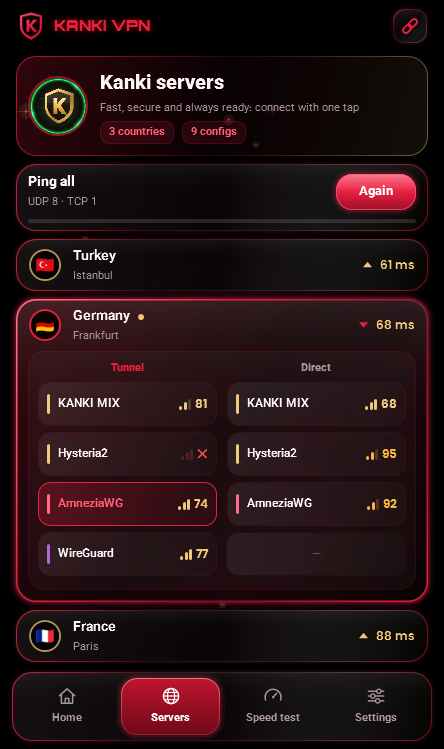 KANKI VPN
Kanki servers
Fast, secure and always ready: connect with one tap
3 countries
9 configs
Ping all
UDP 8 · TCP 1
Again
Turkey
Istanbul
61 ms
Germany
Frankfurt
68 ms
Tunnel
Direct
KANKI MIX
81
KANKI MIX
68
Hysteria2
✕
Hysteria2
95
AmneziaWG
74
AmneziaWG
92
WireGuard
77
—
France
Paris
88 ms
Home
Servers
Speed test
Settings